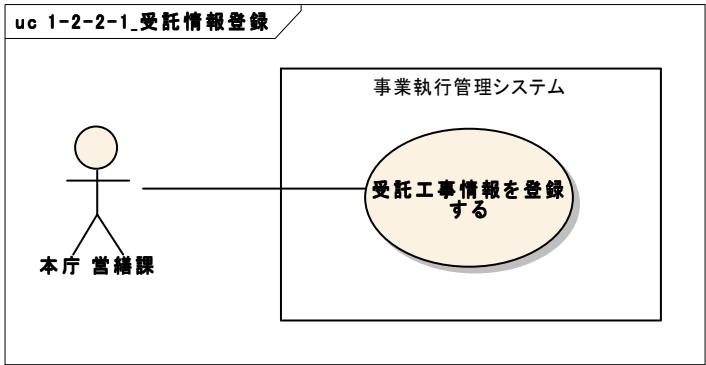 uc 1-2-2-1_受託情報登録
事業執行管理システム
受託工事情報を登録
する
本庁 営繕課